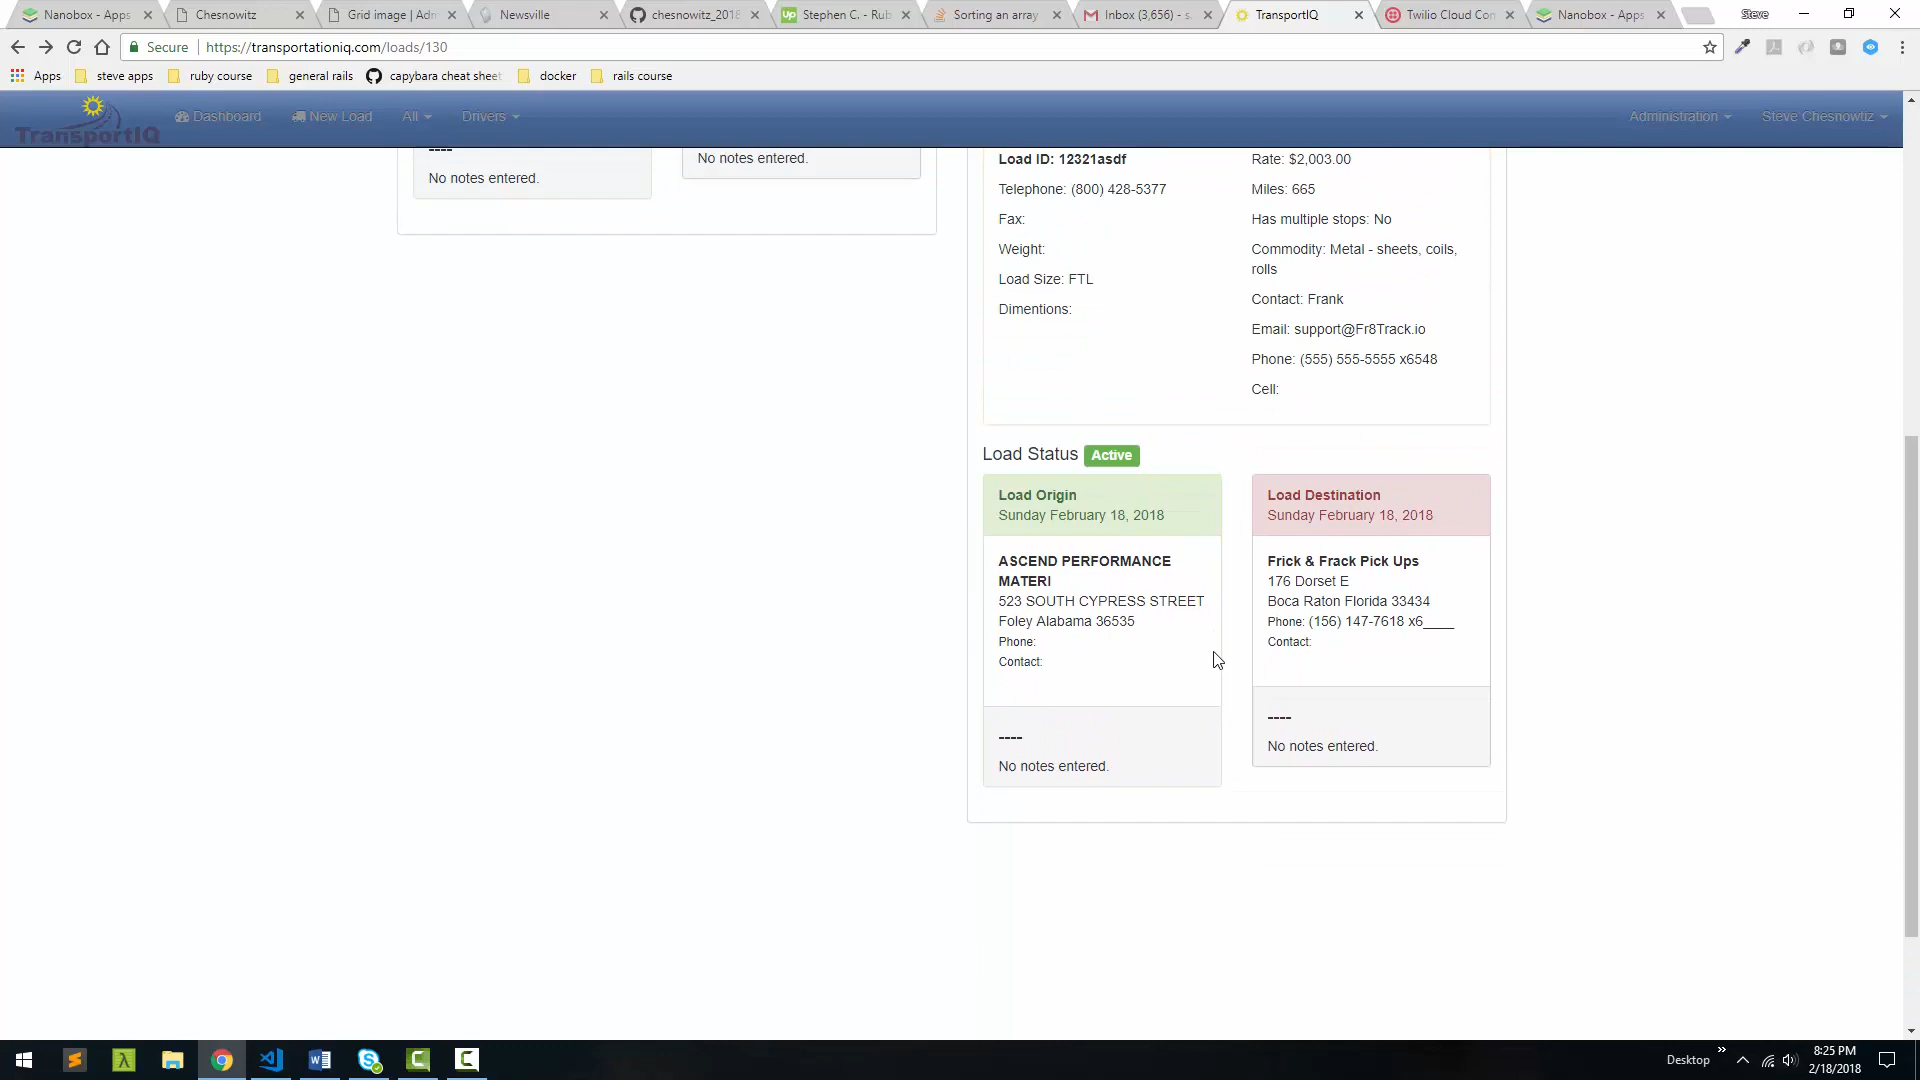 Nanobox - Apps
Chesnowitz
Grid image | Adm
Newsville
chesnowitz_2018
Up Stephen C. - Rub
Sorting an array
Inbox (3,656) - s
TransportIQ
Twilio Cloud Con
Nanobox - Apps
Steve
Secure
https://transportationiq.com/loads/130
Apps
steve apps
ruby course
general rails
capybara cheat sheet
docker
rails course
TransportIQ
Dashboard
New Load
All
Drivers
Administration
Steve Chesnowtiz
----
No notes entered.
No notes entered.
Load ID: 12321asdf
Telephone: (800) 428-5377
Fax:
Weight:
Load Size: FTL
Dimentions:
Rate: $2,003.00
Miles: 665
Has multiple stops: No
Commodity: Metal - sheets, coils,
rolls
Contact: Frank
Email: support@Fr8Track.io
Phone: (555) 555-5555 x6548
Cell:
Load Status Active
Load Origin
Sunday February 18, 2018
ASCEND PERFORMANCE
MATERI
523 SOUTH CYPRESS STREET
Foley Alabama 36535
Phone:
Contact:
----
No notes entered.
Load Destination
Sunday February 18, 2018
Frick & Frack Pick Ups
176 Dorset E
Boca Raton Florida 33434
Phone: (156) 147-7618 x6____
Contact:
----
No notes entered.
Desktop
8:25 PM
2/18/2018